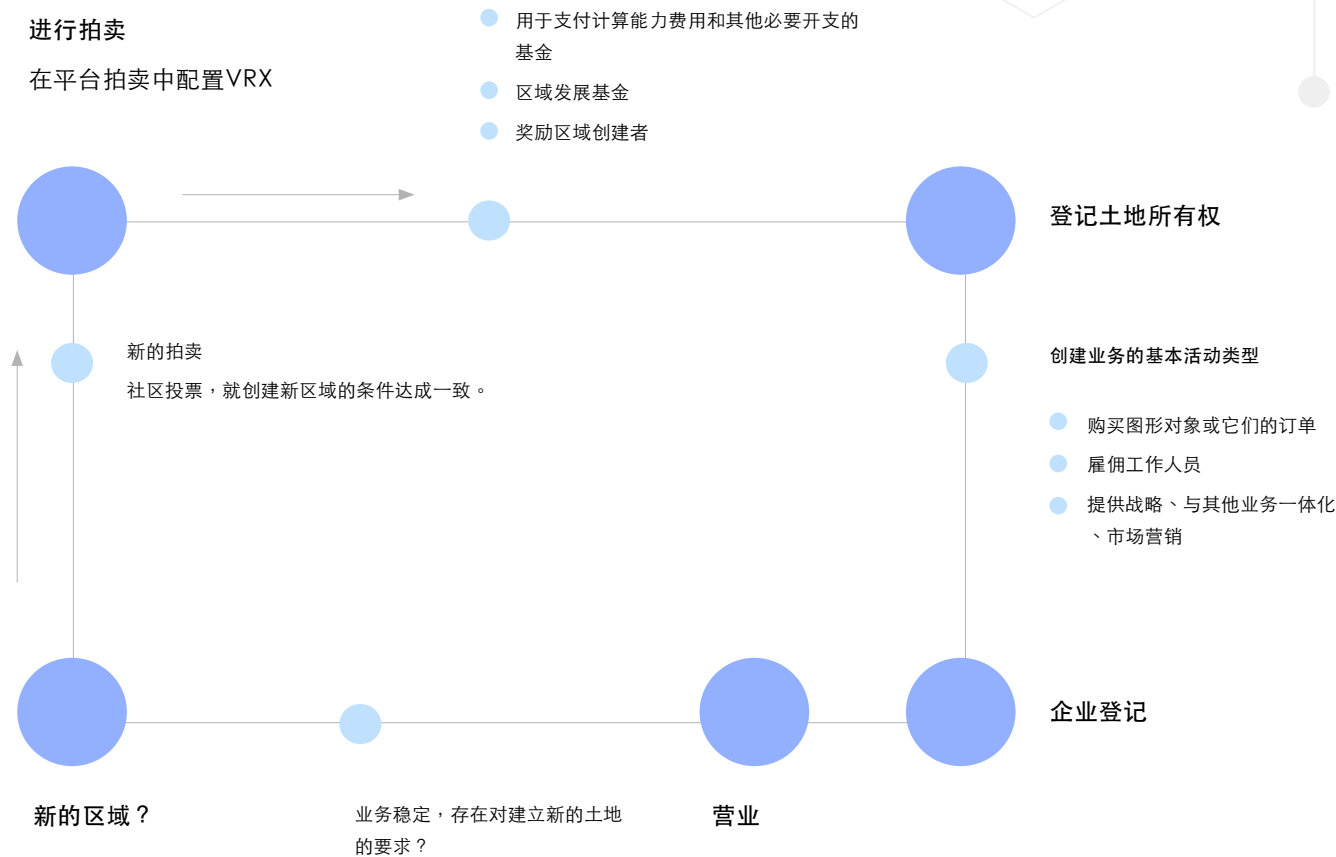 进行拍卖
在平台拍卖中配置VRX
用于支付计算能力费用和其他必要开支的
基金
区域发展基金
奖励区域创建者
登记土地所有权
新的拍卖
社区投票，就创建新区域的条件达成一致。
创建业务的基本活动类型
购买图形对象或它们的订单
雇佣工作人员
提供战略、与其他业务一体化
、市场营销
企业登记
新的区域？
业务稳定，存在对建立新的土地
的要求？
营业